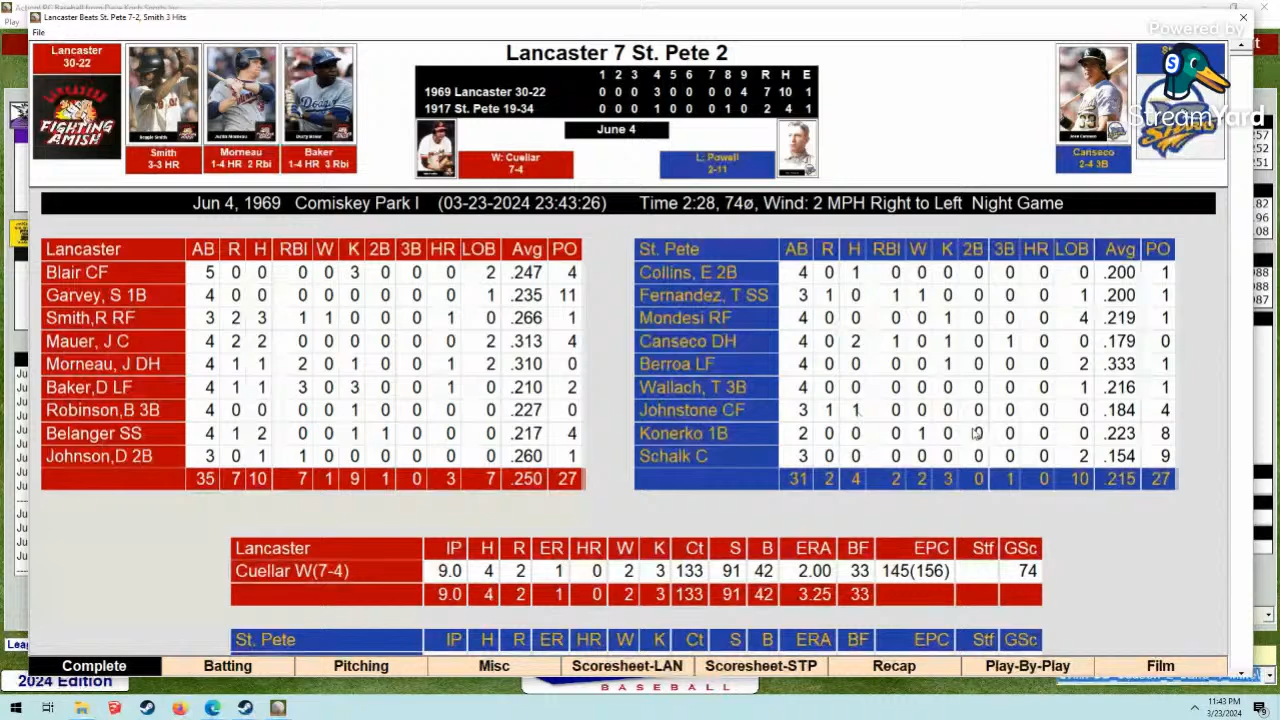 Lancaster Beats St. Pete 7-2, Smith 3 Hits
Play
File
Powered by
StreamYard
Lancaster
30-22
FIGHTING
AMISH
Smith
3-3 HR
Morneau
1-4 HR 2 Rbi
Baker
1-4 HR 3 Rbi
Lancaster 7 St. Pete 2
1 2 3 4 5 6 7 8 9 R H E
1969 Lancaster 30-22 0 0 0 3 0 0 0 0 4 7 10 1
1917 St. Pete 19-34 0 0 0 1 0 0 0 1 0 2 4 1
June 4
W: Cuellar
7-4
L: Powell
2-11
Canseco
2-4 3B
Jun 4, 1969 Comiskey Park I (03-23-2024 23:43:26) Time 2:28, 74ø, Wind: 2 MPH Right to Left Night Game
Lancaster AB R H RBI W K 2B 3B HR LOB Avg PO
Blair CF 5 0 0 0 0 3 0 0 0 2 .247 4
Garvey, S 1B 4 0 0 0 0 0 0 0 0 1 .235 11
Smith,R RF 3 2 3 1 1 0 0 0 1 0 .266 1
Mauer, J C 4 2 2 0 0 0 0 0 0 2 .313 4
Morneau, J DH 4 1 1 2 0 1 0 0 1 2 .310 0
Baker,D LF 4 1 1 3 0 3 0 0 1 0 .210 2
Robinson,B 3B 4 0 0 0 0 1 0 0 0 0 .227 0
Belanger SS 4 1 2 0 0 1 1 0 0 0 .217 4
Johnson,D 2B 3 0 1 1 0 0 0 0 0 0 .260 1
35 7 10 7 1 9 1 0 3 7 .250 27
St. Pete AB R H RBI W K 2B 3B HR LOB Avg PO
Collins, E 2B 4 0 1 0 0 0 0 0 0 0 .200 1
Fernandez, T SS 3 1 0 1 1 0 0 0 0 1 .200 1
Mondesi RF 4 0 0 0 0 1 0 0 0 4 .219 1
Canseco DH 4 0 2 1 0 1 0 1 0 0 .179 0
Berroa LF 4 0 0 0 0 1 0 0 0 2 .333 1
Wallach, T 3B 4 0 0 0 0 0 0 0 0 1 .216 1
Johnstone CF 3 1 1 0 0 0 0 0 0 0 .184 4
Konerko 1B 2 0 0 0 1 0 0 0 0 0 .223 8
Schalk C 3 0 0 0 0 0 0 0 0 2 .154 9
31 2 4 2 2 3 0 1 0 10 .215 27
Lancaster IP H R ER HR W K Ct S B ERA BF EPC Stf GSc
Cuellar W(7-4) 9.0 4 2 1 0 2 3 133 91 42 2.00 33 145(156) 74
9.0 4 2 1 0 2 3 133 91 42 3.25 33
St. Pete IP H R ER HR W K Ct S B ERA BF EPC Stf GSc
Complete Batting Pitching Misc Scoresheet-LAN Scoresheet-STP Recap Play-By-Play Film
2024 Edition
BASEBALL
11:43 PM
3/23/2024